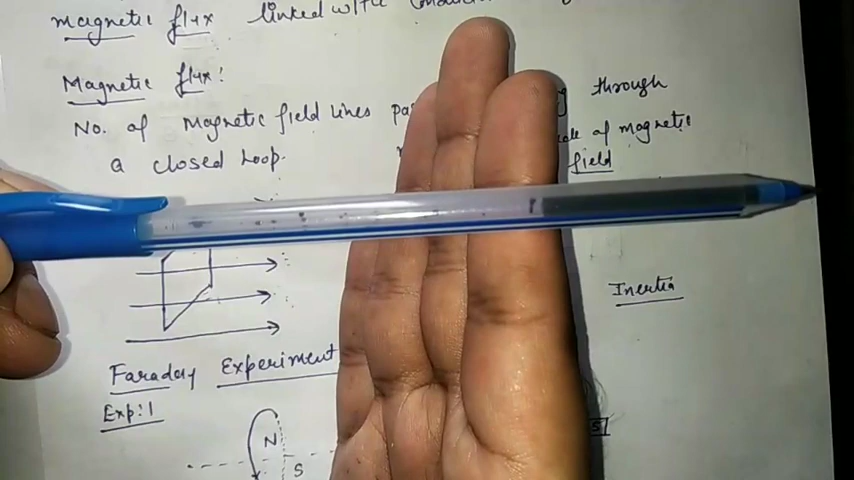 magnetic flux linked with
Magnetic flux:
No. of Magnetic field lines through
a closed loop. of magnetic
field
Inertia
Faraday Experiment
Exp:1
N
S
S